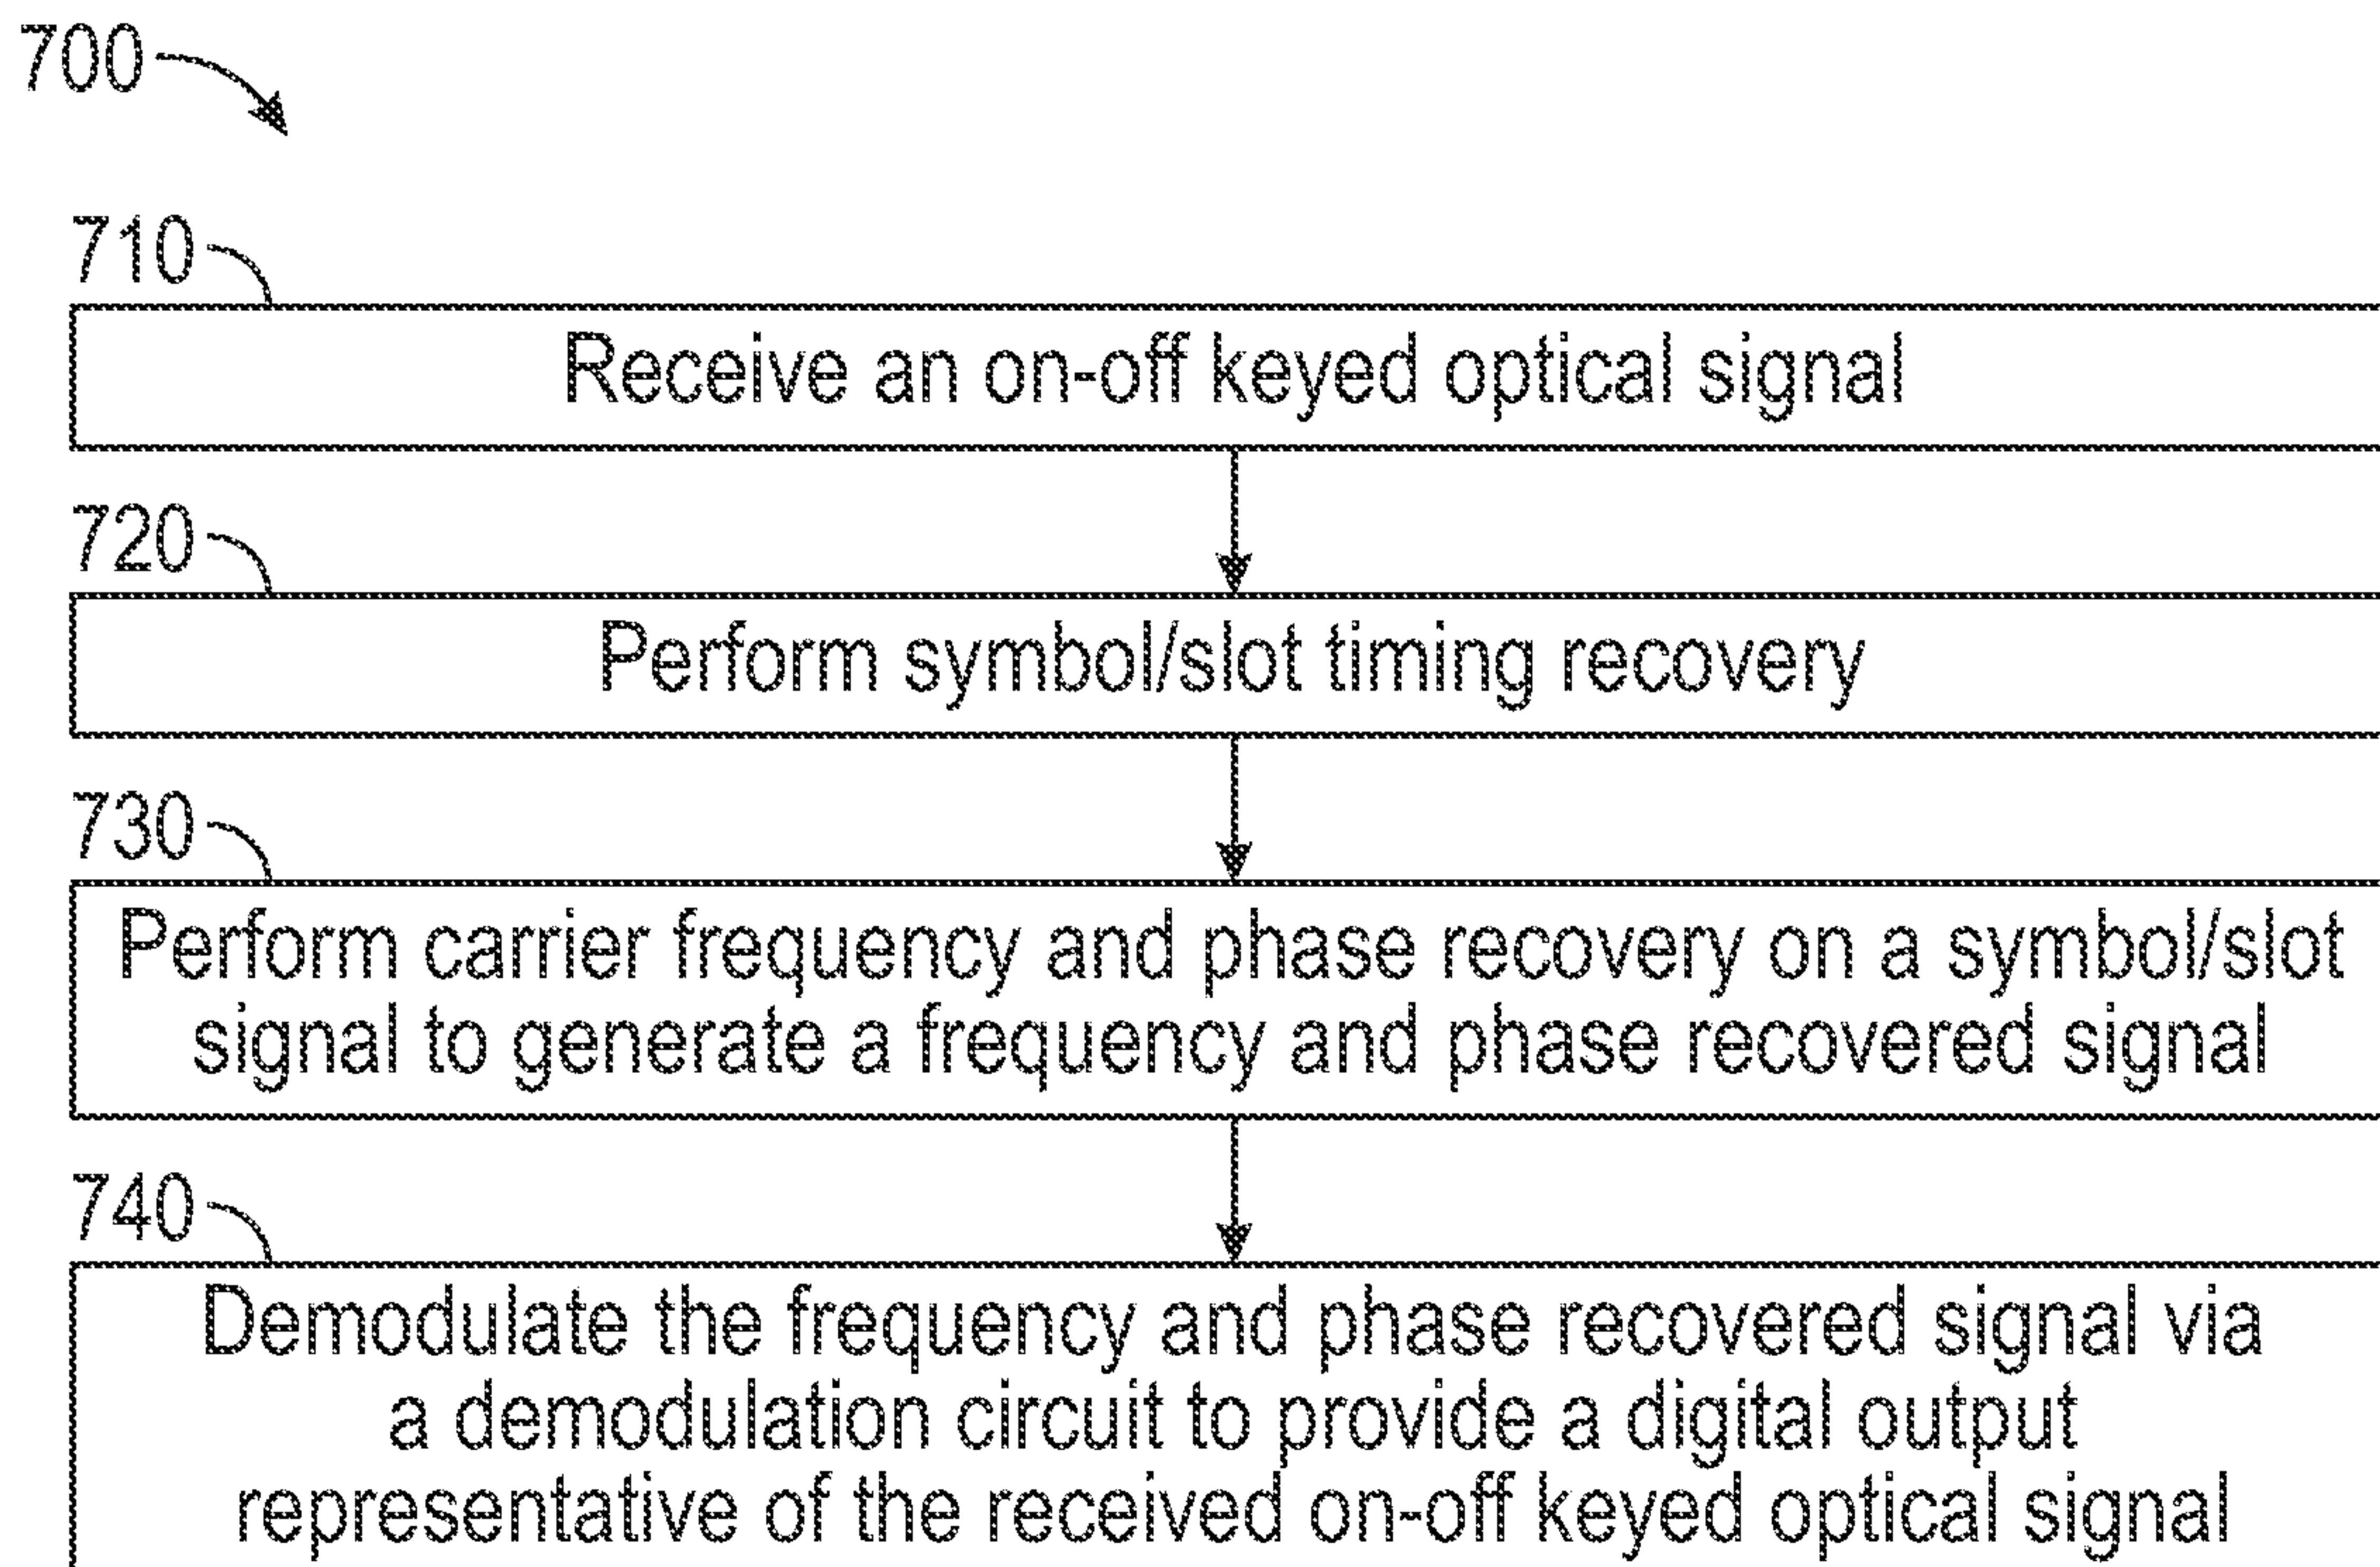 700
710
Receive an on-off keyed optical signal
720
Perform symbol/slot timing recovery
730
Perform carrier frequency and phase recovery on a symbol/slot
signal to generate a frequency and phase recovered signal
740
Demodulate the frequency and phase recovered signal via
a demodulation circuit to provide a digital output
representative of the received on-off keyed optical signal